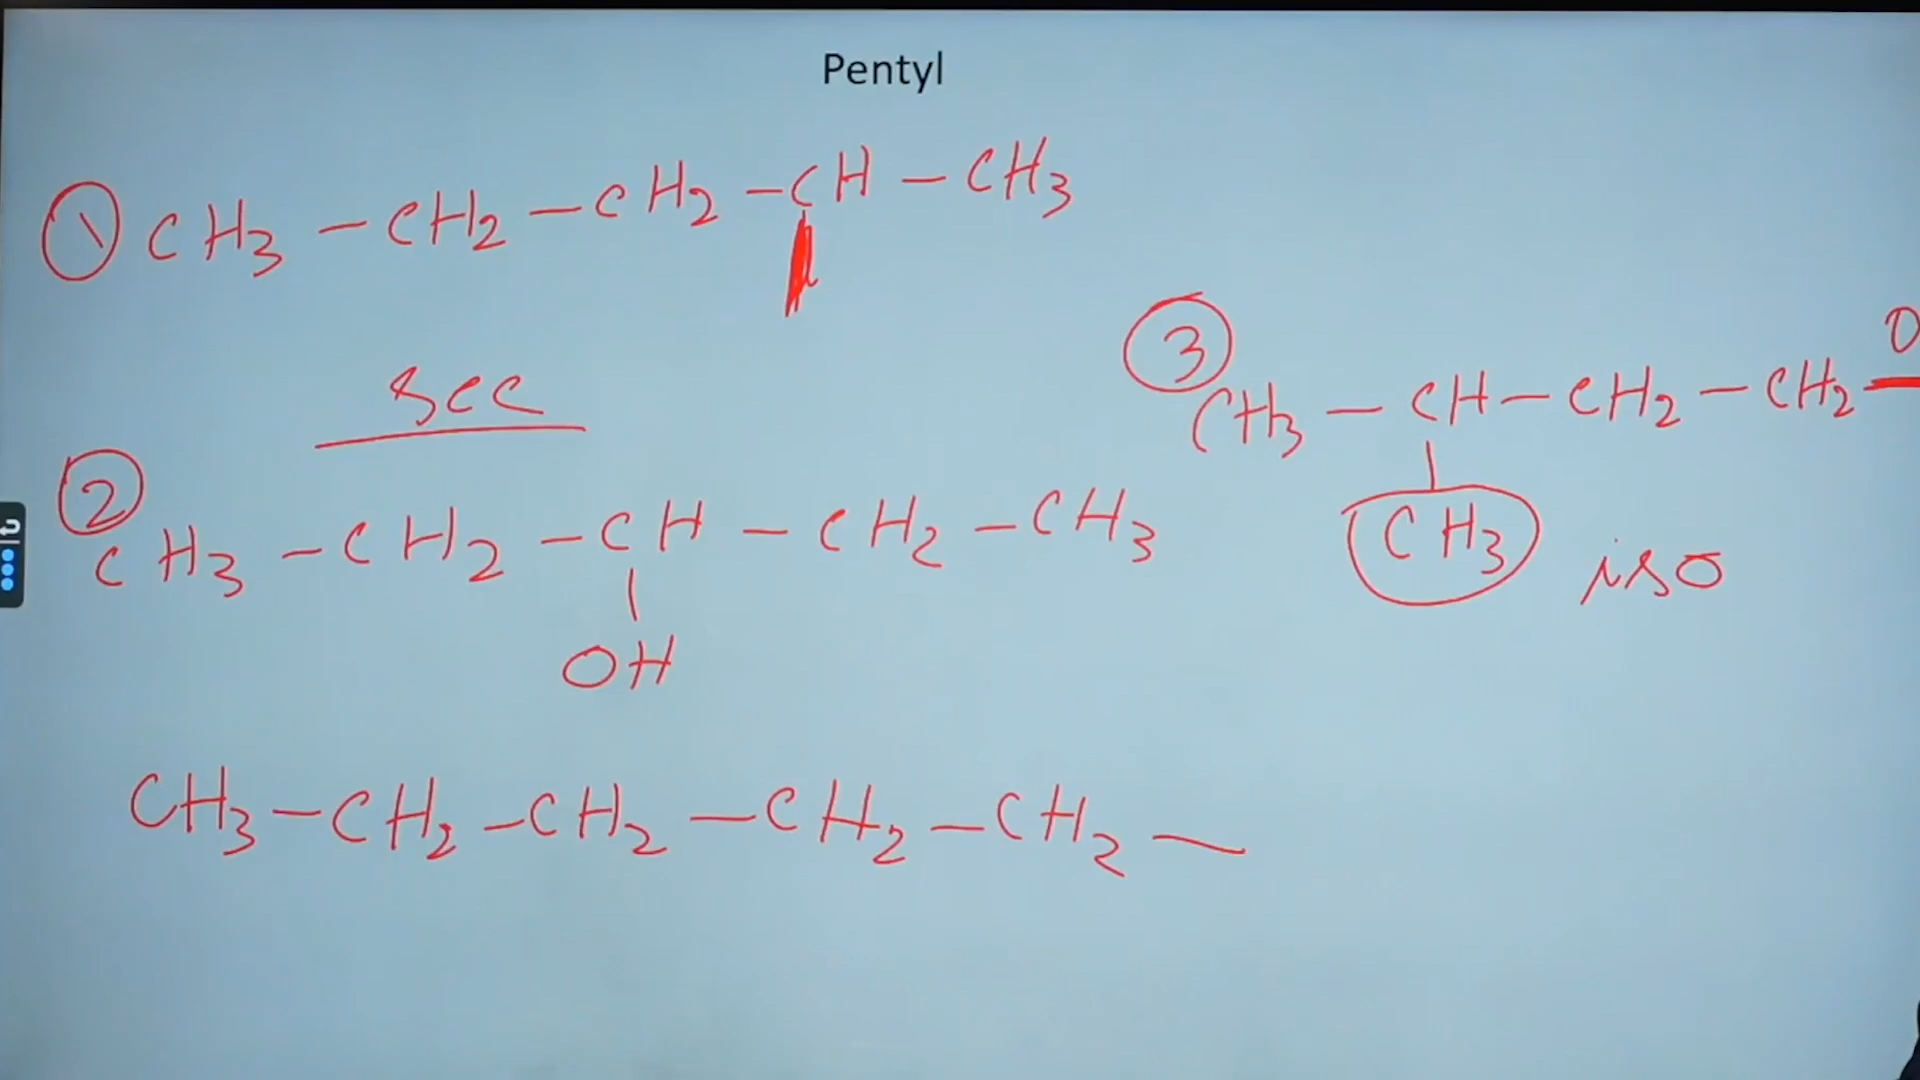 Pentyl
① CH3 – CH2 – CH2 – CH – CH3
sec
② CH3 – CH2 – CH – CH2 – CH3
OH
③ CH3 – CH – CH2 – CH2 –
CH3
iso
CH3 – CH2 – CH2 – CH2 – CH2 –